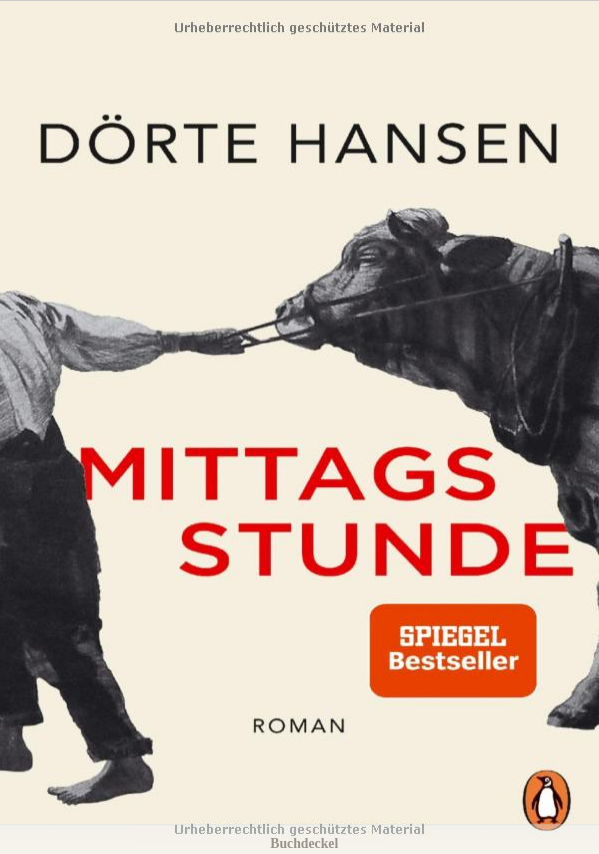 Urheberrechtlich geschütztes Material
DÖRTE HANSEN
MITTAGS
STUNDE
SPIEGEL
Bestseller
ROMAN
Urheberrechtlich geschütztes Material
Buchdeckel